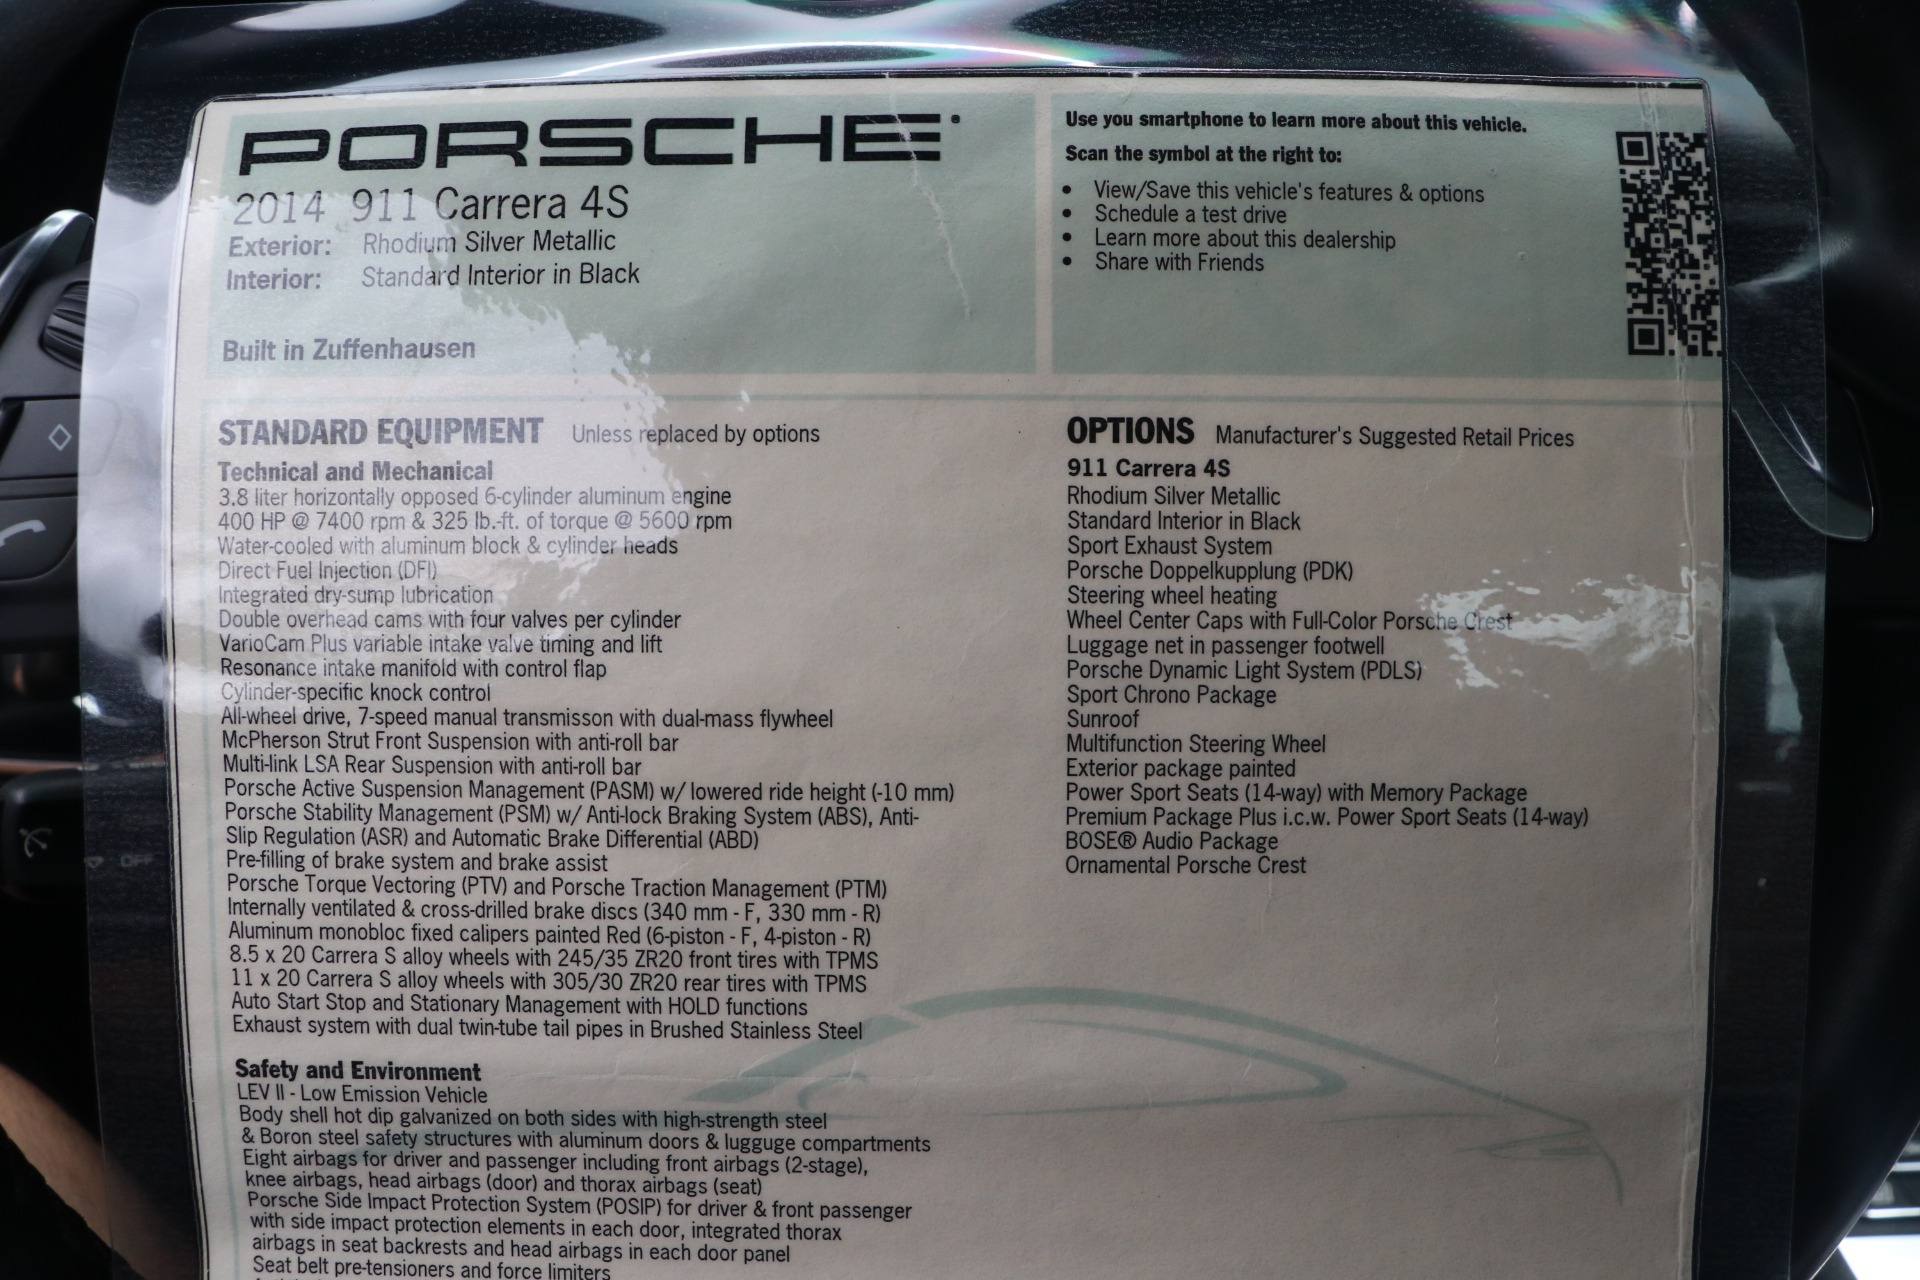 PORSCHE
2014 911 Carrera 4S
Exterior: Rhodium Silver Metallic
Interior: Standard Interior in Black
Built in Zuffenhausen
Use you smartphone to learn more about this vehicle.
Scan the symbol at the right to:
• View/Save this vehicle's features & options
• Schedule a test drive
• Learn more about this dealership
• Share with Friends
STANDARD EQUIPMENT Unless replaced by options
Technical and Mechanical
3.8 liter horizontally opposed 6-cylinder aluminum engine
400 HP @ 7400 rpm & 325 lb.-ft. of torque @ 5600 rpm
Water-cooled with aluminum block & cylinder heads
Direct Fuel Injection (DFI)
Integrated dry-sump lubrication
Double overhead cams with four valves per cylinder
VarioCam Plus variable intake valve timing and lift
Resonance intake manifold with control flap
Cylinder-specific knock control
All-wheel drive, 7-speed manual transmisson with dual-mass flywheel
McPherson Strut Front Suspension with anti-roll bar
Multi-link LSA Rear Suspension with anti-roll bar
Porsche Active Suspension Management (PASM) w/ lowered ride height (-10 mm)
Porsche Stability Management (PSM) w/ Anti-lock Braking System (ABS), Anti-
Slip Regulation (ASR) and Automatic Brake Differential (ABD)
Pre-filling of brake system and brake assist
Porsche Torque Vectoring (PTV) and Porsche Traction Management (PTM)
Internally ventilated & cross-drilled brake discs (340 mm - F, 330 mm - R)
Aluminum monobloc fixed calipers painted Red (6-piston - F, 4-piston - R)
8.5 x 20 Carrera S alloy wheels with 245/35 ZR20 front tires with TPMS
11 x 20 Carrera S alloy wheels with 305/30 ZR20 rear tires with TPMS
Auto Start Stop and Stationary Management with HOLD functions
Exhaust system with dual twin-tube tail pipes in Brushed Stainless Steel
Safety and Environment
LEV II - Low Emission Vehicle
Body shell hot dip galvanized on both sides with high-strength steel
& Boron steel safety structures with aluminum doors & lugguge compartments
Eight airbags for driver and passenger including front airbags (2-stage),
knee airbags, head airbags (door) and thorax airbags (seat)
Porsche Side Impact Protection System (POSIP) for driver & front passenger
with side impact protection elements in each door, integrated thorax
airbags in seat backrests and head airbags in each door panel
Seat belt pre-tensioners and force limiters
OPTIONS Manufacturer's Suggested Retail Prices
911 Carrera 4S
Rhodium Silver Metallic
Standard Interior in Black
Sport Exhaust System
Porsche Doppelkupplung (PDK)
Steering wheel heating
Wheel Center Caps with Full-Color Porsche Crest
Luggage net in passenger footwell
Porsche Dynamic Light System (PDLS)
Sport Chrono Package
Sunroof
Multifunction Steering Wheel
Exterior package painted
Power Sport Seats (14-way) with Memory Package
Premium Package Plus i.c.w. Power Sport Seats (14-way)
BOSE® Audio Package
Ornamental Porsche Crest
OFF